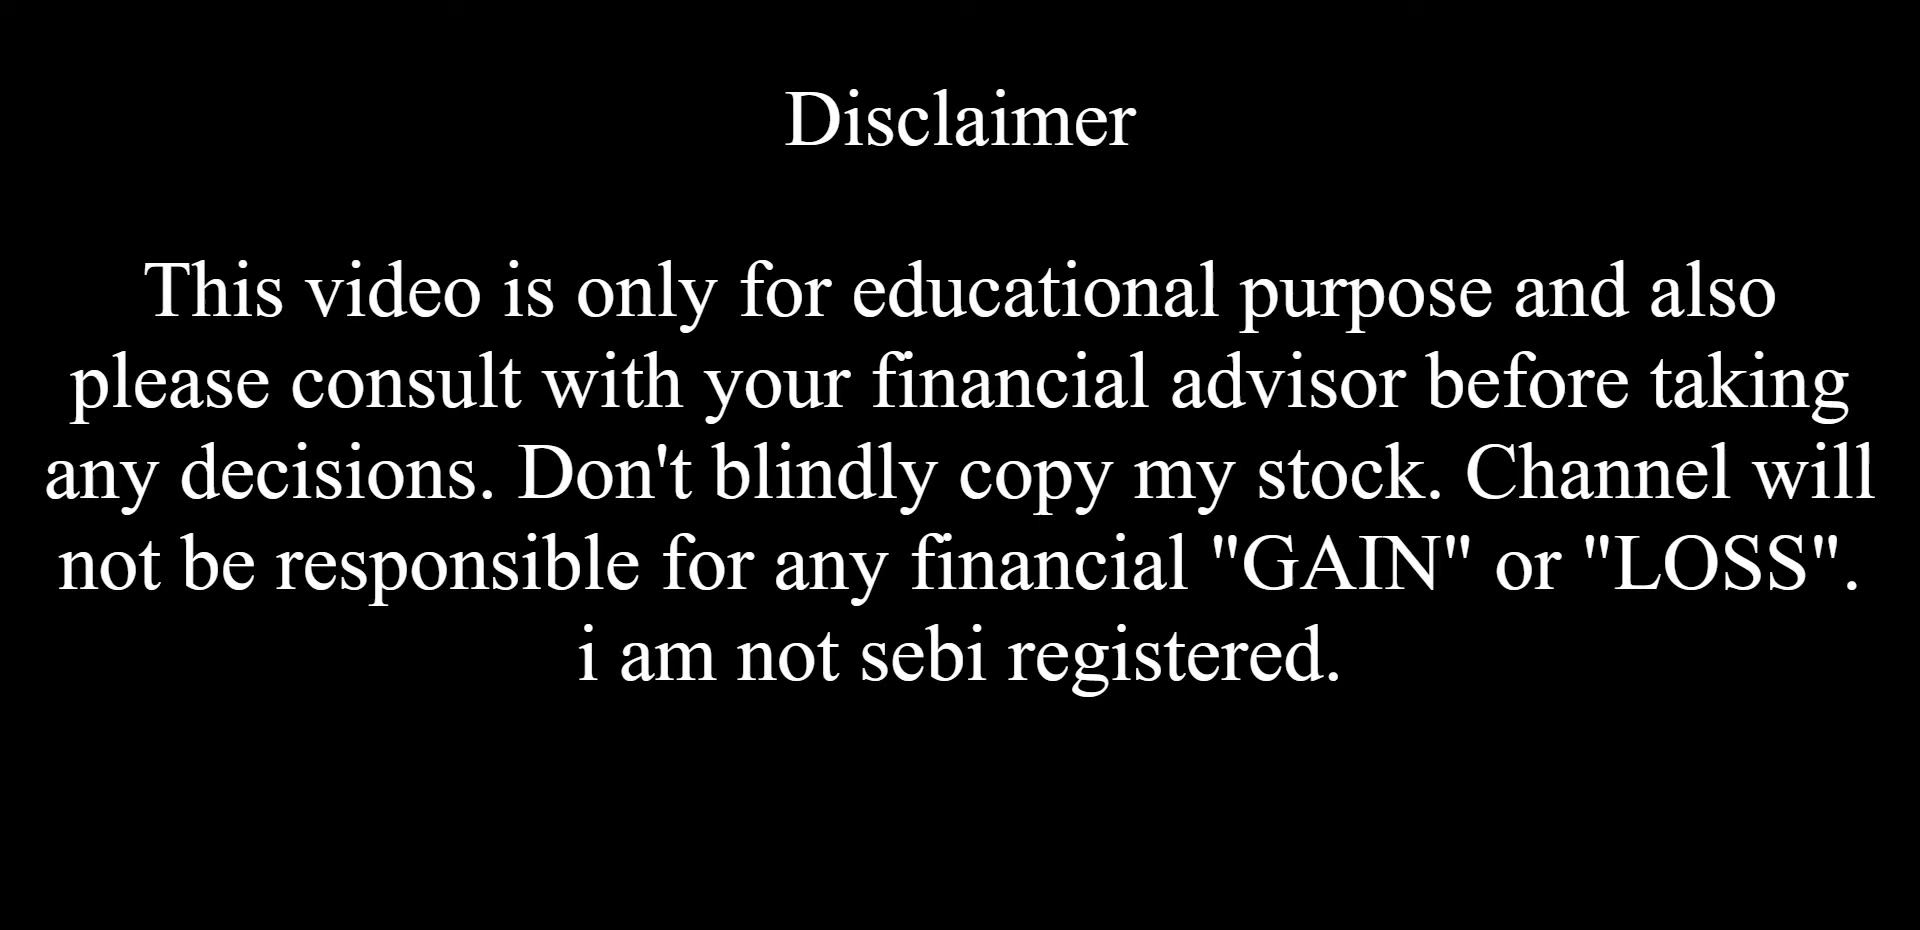 Disclaimer
This video is only for educational purpose and also
please consult with your financial advisor before taking
any decisions. Don't blindly copy my stock. Channel will
not be responsible for any financial "GAIN" or "LOSS".
i am not sebi registered.